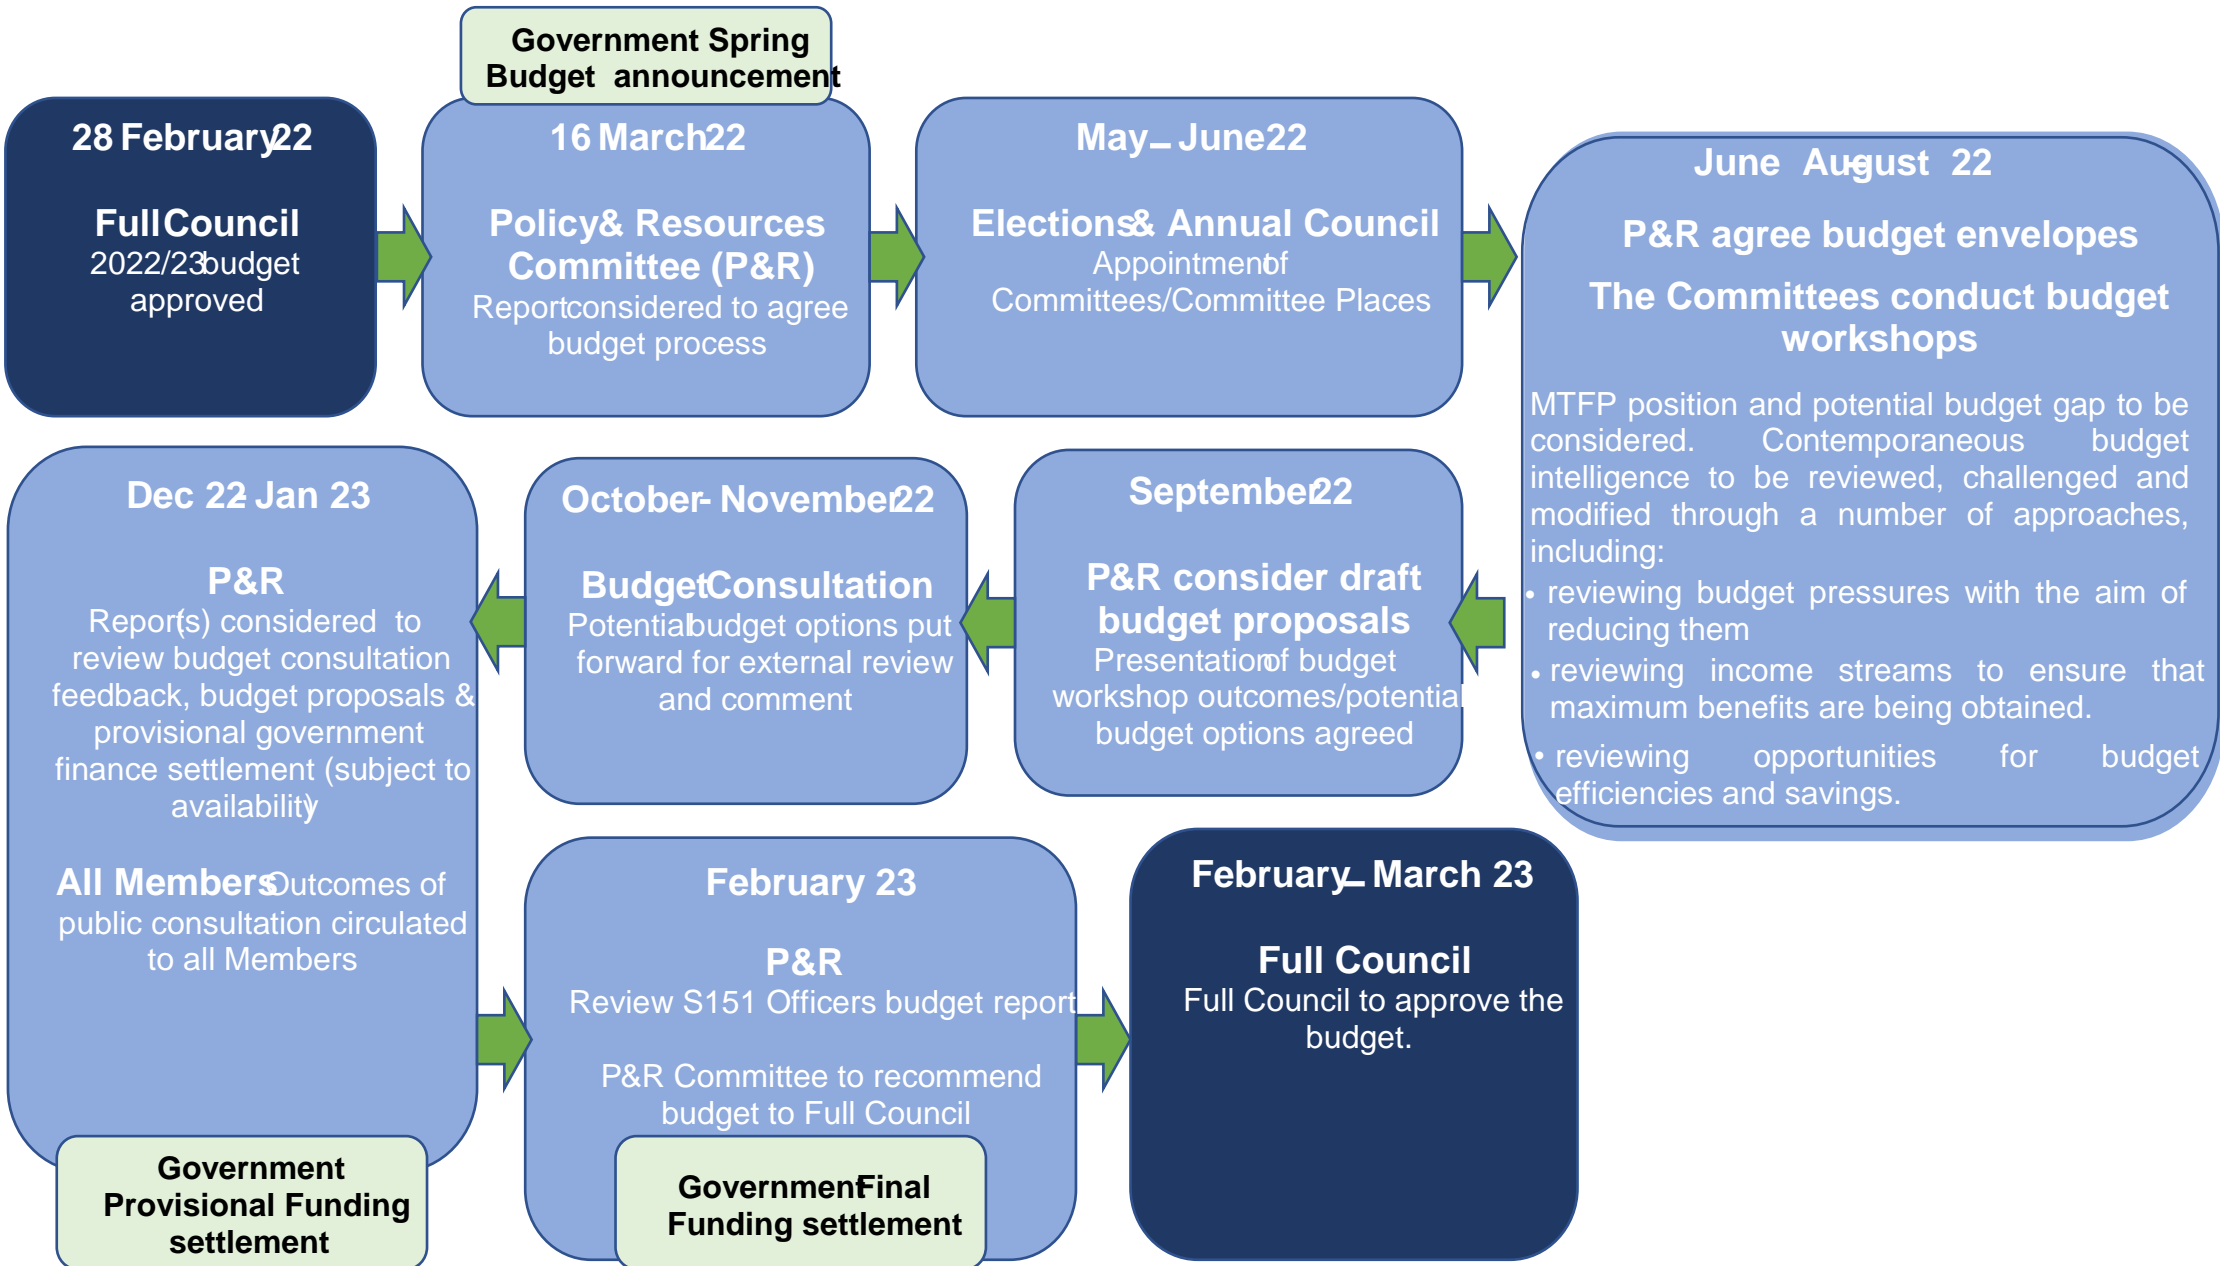 Government Spring
Budget announcement
28 February 22
Full Council
2022/23 budget
approved
16 March 22
Policy & Resources
Committee (P&R)
Report considered to agree
budget process
May – June 22
Elections & Annual Council
Appointment of
Committees/Committee Places
June – August 22
P&R agree budget envelopes
The Committees conduct budget
workshops
MTFP position and potential budget gap to be
considered. Contemporaneous budget
intelligence to be reviewed, challenged and
modified through a number of approaches,
including:
• reviewing budget pressures with the aim of
reducing them
• reviewing income streams to ensure that
maximum benefits are being obtained.
• reviewing opportunities for budget
efficiencies and savings.
September 22
P&R consider draft
budget proposals
Presentation of budget
workshop outcomes/potential
budget options agreed
October - November 22
Budget Consultation
Potential budget options put
forward for external review
and comment
Dec 22 - Jan 23
P&R
Report(s) considered to
review budget consultation
feedback, budget proposals &
provisional government
finance settlement (subject to
availability)
All Members Outcomes of
public consultation circulated
to all Members
Government
Provisional Funding
settlement
February 23
P&R
Review S151 Officers budget report
P&R Committee to recommend
budget to Full Council
Government Final
Funding settlement
February – March 23
Full Council
Full Council to approve the
budget.